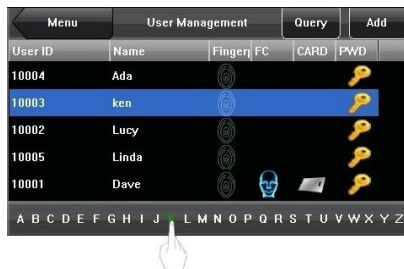 Menu User Management Query Add
User ID Name Finger FC CARD PWD
10004 Ada
10003 ken
10002 Lucy
10005 Linda
10001 Dave
A B C D E F G H I J K L M N O P Q R S T U V W X Y Z